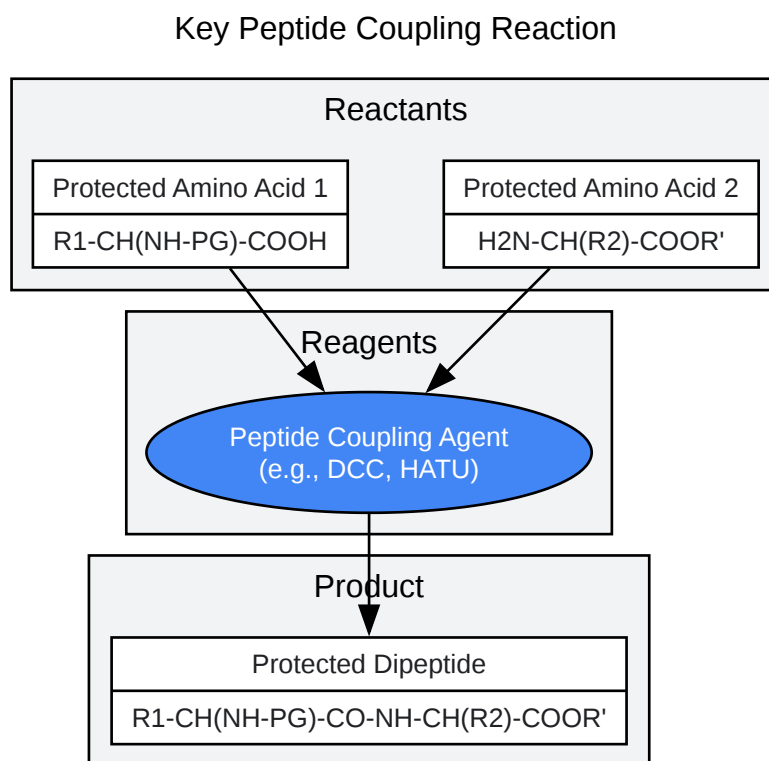 Key Peptide Coupling Reaction
Reactants
Protected Amino Acid 1
R1-CH(NH-PG)-COOH
Protected Amino Acid 2
H2N-CH(R2)-COOR'
Reagents
Peptide Coupling Agent
(e.g., DCC, HATU)
Product
Protected Dipeptide
R1-CH(NH-PG)-CO-NH-CH(R2)-COOR'